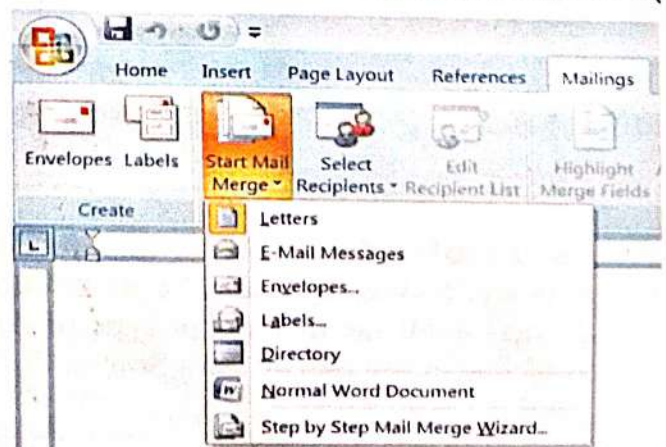 Home Insert Page Layout References Mailings
Envelopes Labels Start Mail Merge Select Recipients Edit Recipient List Highlight Merge Fields
Create
Letters
E-Mail Messages
Envelopes...
Labels...
Directory
Normal Word Document
Step by Step Mail Merge Wizard...